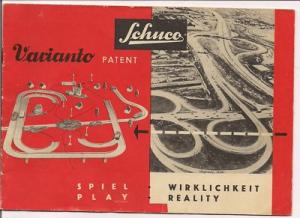 Schuco
Varianto PATENT
SPIEL : WIRKLICHKEIT
PLAY REALITY